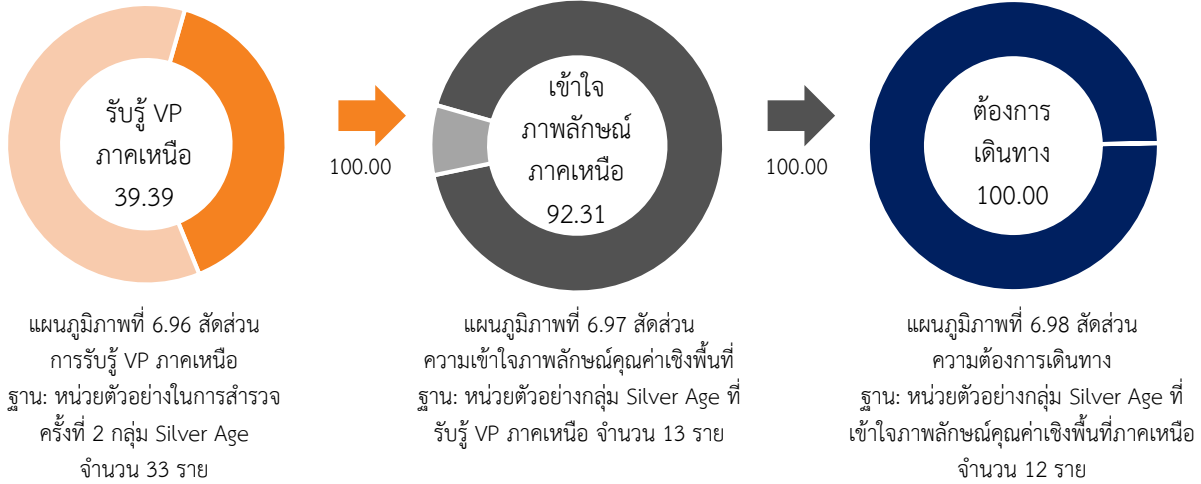 รับรู้ VP
ภาคเหนือ
39.39
100.00
เข้าใจ
ภาพลักษณ์
ภาคเหนือ
92.31
100.00
ต้องการ
เดินทาง
100.00
แผนภูมิภาพที่ 6.96 สัดส่วน
การรับรู้ VP ภาคเหนือ
ฐาน: หน่วยตัวอย่างในการสำรวจ
ครั้งที่ 2 กลุ่ม Silver Age
จำนวน 33 ราย
แผนภูมิภาพที่ 6.97 สัดส่วน
ความเข้าใจภาพลักษณ์คุณค่าเชิงพื้นที่
ฐาน: หน่วยตัวอย่างกลุ่ม Silver Age ที่
รับรู้ VP ภาคเหนือ จำนวน 13 ราย
แผนภูมิภาพที่ 6.98 สัดส่วน
ความต้องการเดินทาง
ฐาน: หน่วยตัวอย่างกลุ่ม Silver Age ที่
เข้าใจภาพลักษณ์คุณค่าเชิงพื้นที่ภาคเหนือ
จำนวน 12 ราย